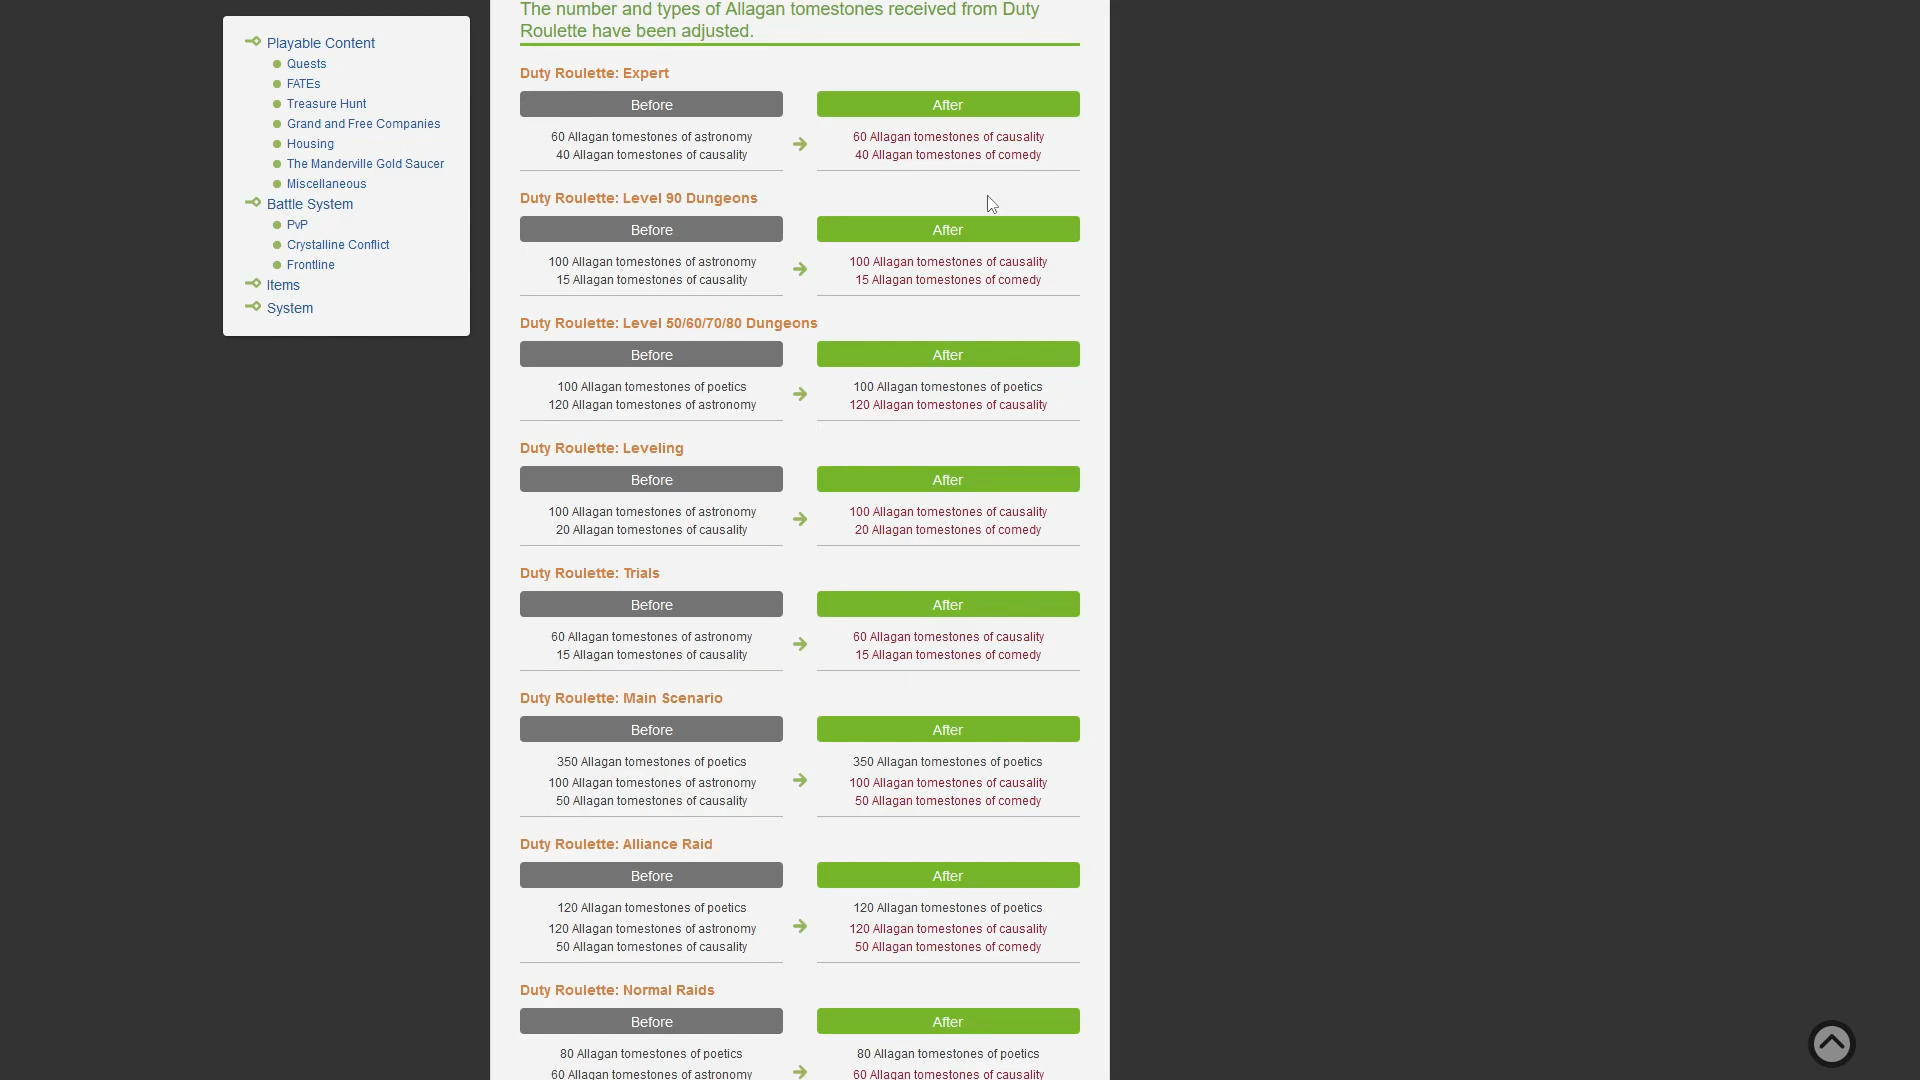 Playable Content
Quests
FATEs
Treasure Hunt
Grand and Free Companies
Housing
The Manderville Gold Saucer
Miscellaneous
Battle System
PvP
Crystalline Conflict
Frontline
Items
System
The number and types of Allagan tomestones received from Duty
Roulette have been adjusted.
Duty Roulette: Expert
Before
After
60 Allagan tomestones of astronomy
40 Allagan tomestones of causality
60 Allagan tomestones of causality
40 Allagan tomestones of comedy
Duty Roulette: Level 90 Dungeons
Before
After
100 Allagan tomestones of astronomy
15 Allagan tomestones of causality
100 Allagan tomestones of causality
15 Allagan tomestones of comedy
Duty Roulette: Level 50/60/70/80 Dungeons
Before
After
100 Allagan tomestones of poetics
120 Allagan tomestones of astronomy
100 Allagan tomestones of poetics
120 Allagan tomestones of causality
Duty Roulette: Leveling
Before
After
100 Allagan tomestones of astronomy
20 Allagan tomestones of causality
100 Allagan tomestones of causality
20 Allagan tomestones of comedy
Duty Roulette: Trials
Before
After
60 Allagan tomestones of astronomy
15 Allagan tomestones of causality
60 Allagan tomestones of causality
15 Allagan tomestones of comedy
Duty Roulette: Main Scenario
Before
After
350 Allagan tomestones of poetics
100 Allagan tomestones of astronomy
50 Allagan tomestones of causality
350 Allagan tomestones of poetics
100 Allagan tomestones of causality
50 Allagan tomestones of comedy
Duty Roulette: Alliance Raid
Before
After
120 Allagan tomestones of poetics
120 Allagan tomestones of astronomy
50 Allagan tomestones of causality
120 Allagan tomestones of poetics
120 Allagan tomestones of causality
50 Allagan tomestones of comedy
Duty Roulette: Normal Raids
Before
After
80 Allagan tomestones of poetics
60 Allagan tomestones of astronomy
80 Allagan tomestones of poetics
60 Allagan tomestones of causality